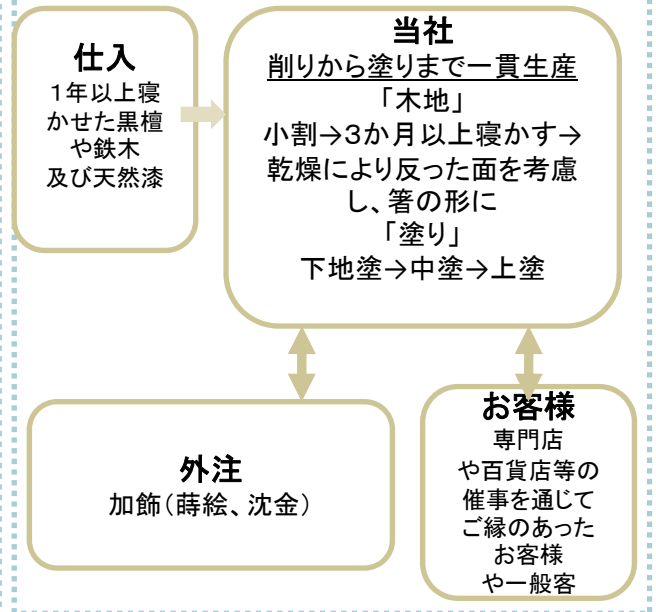 仕入
1年以上寝
かせた黒檀
や鉄木
及び天然漆
当社
削りから塗りまで一貫生産
「木地」
小割→3か月以上寝かす→
乾燥により反った面を考慮
し、箸の形に
「塗り」
下地塗→中塗→上塗
外注
加飾(蒔絵、沈金)
お客様
専門店
や百貨店等の
催事を通じて
ご縁のあった
お客様
や一般客